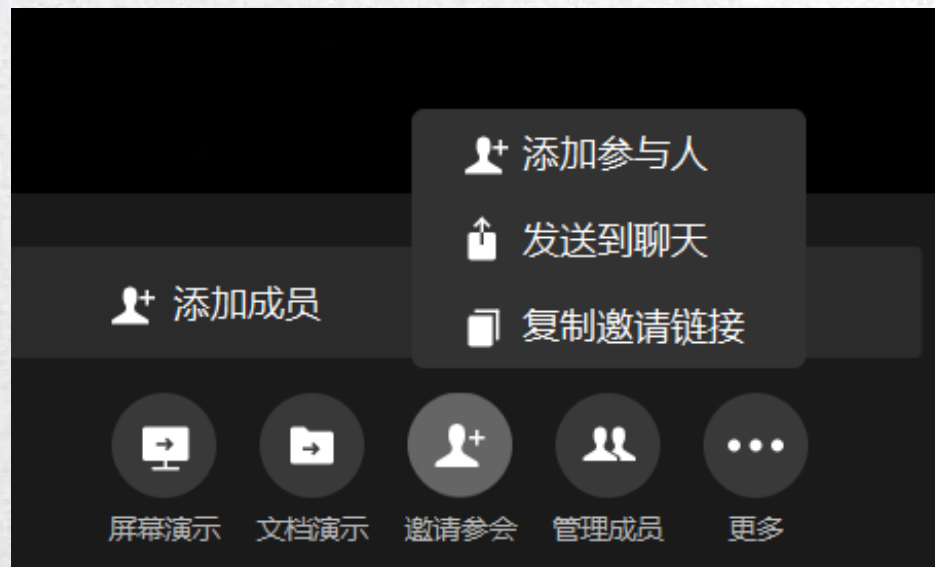 添加参与人
发送到聊天
添加成员
复制邀请链接
屏幕演示 文档演示 邀请参会 管理成员 更多